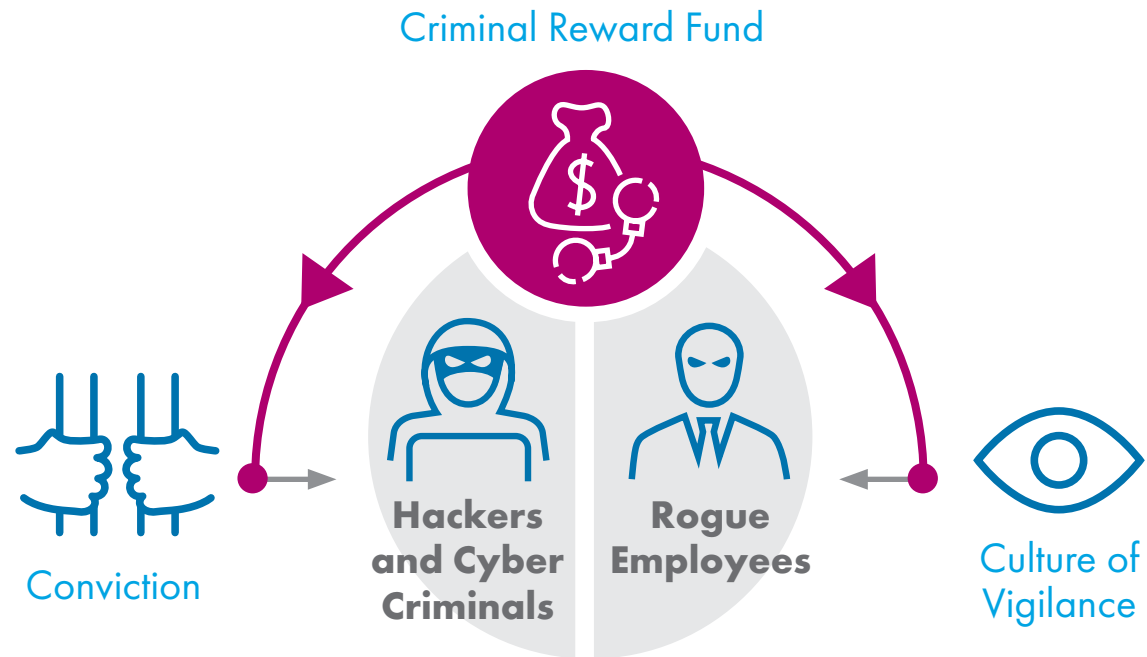 Criminal Reward Fund
$
Hackers
and Cyber
Criminals
Rogue
Employees
Conviction
Culture of
Vigilance